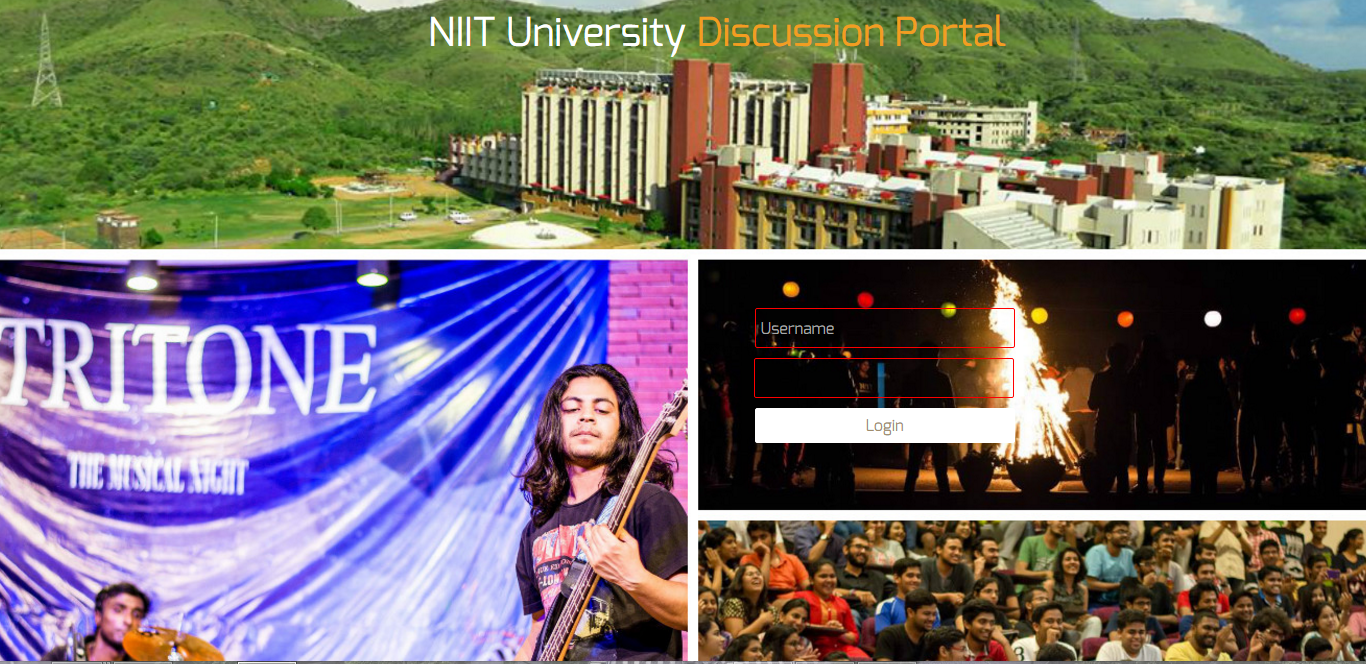 NIIT University Discussion Portal
TRITONE
THE MUSICAL NIGHT
Username
Login